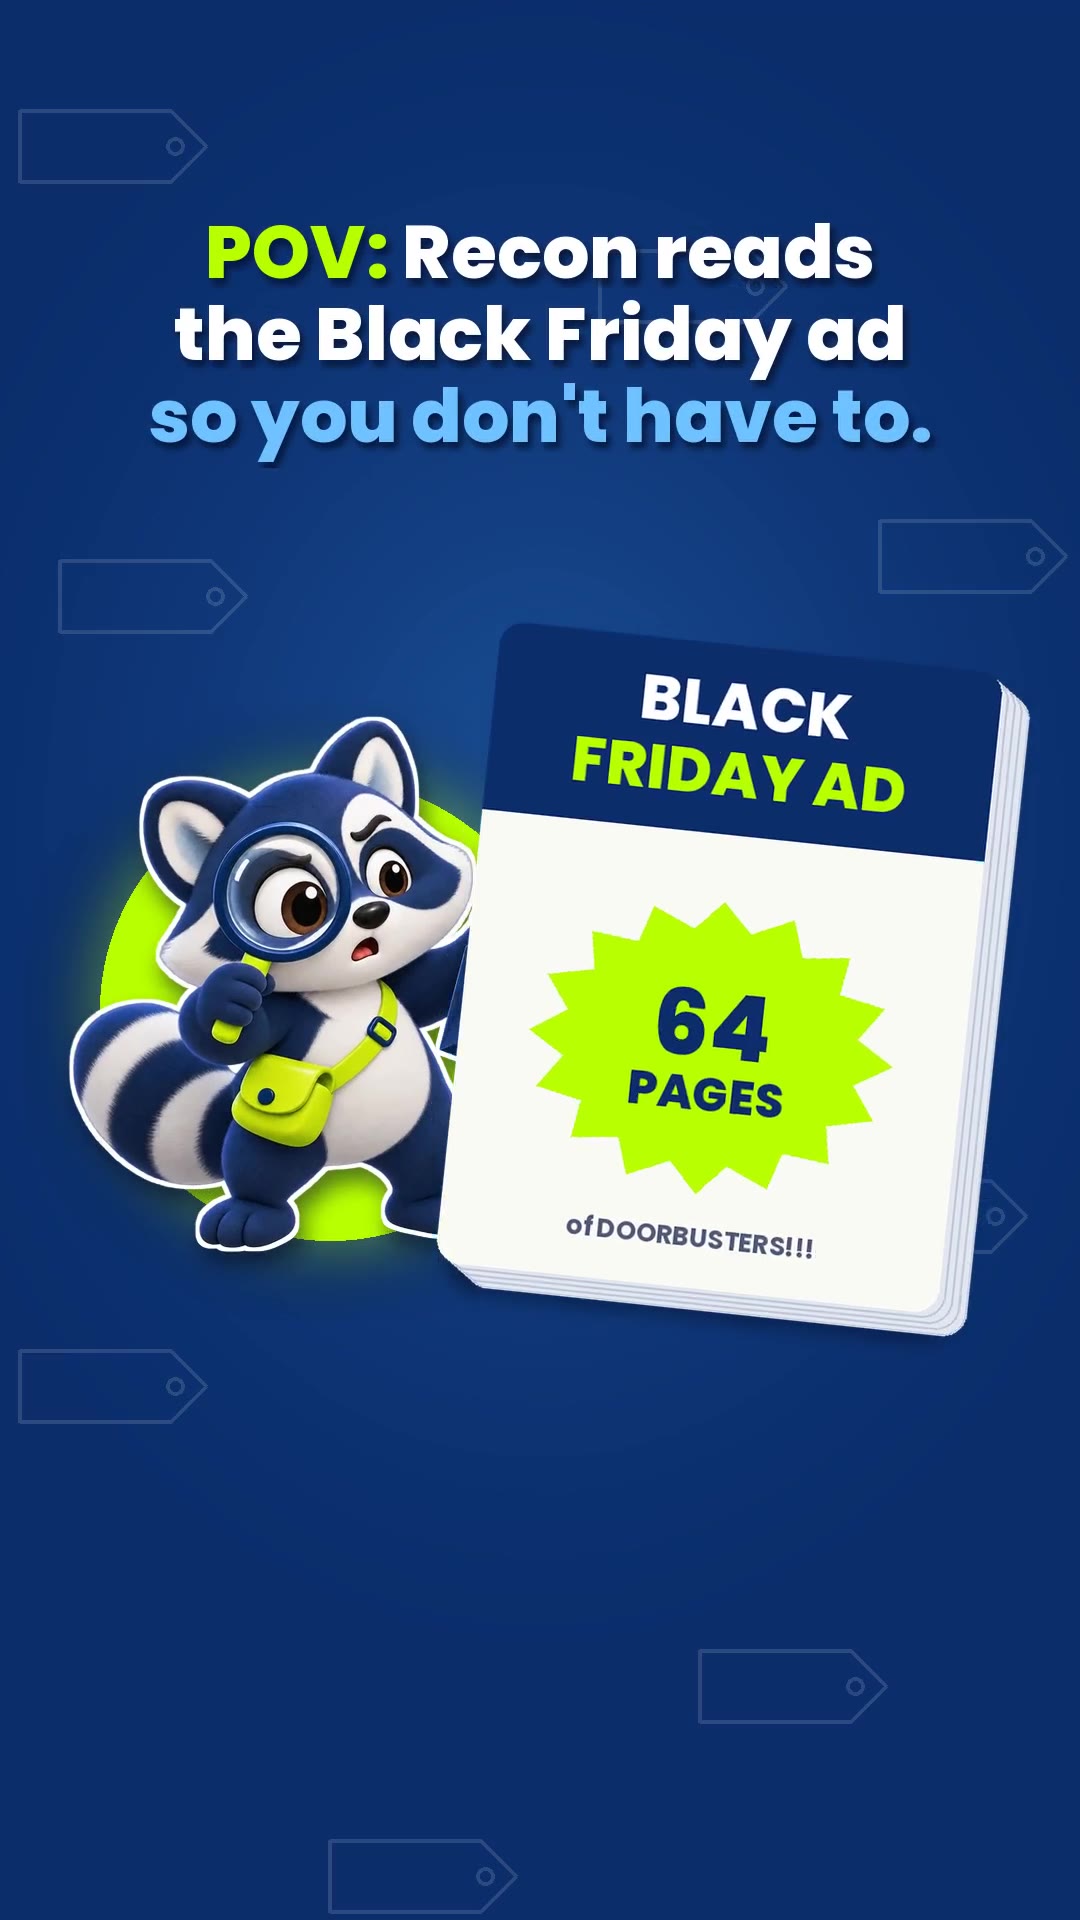 POV: Recon reads
the Black Friday ad
so you don't have to.
BLACK
FRIDAY AD
64
PAGES
of DOORBUSTERS!!!